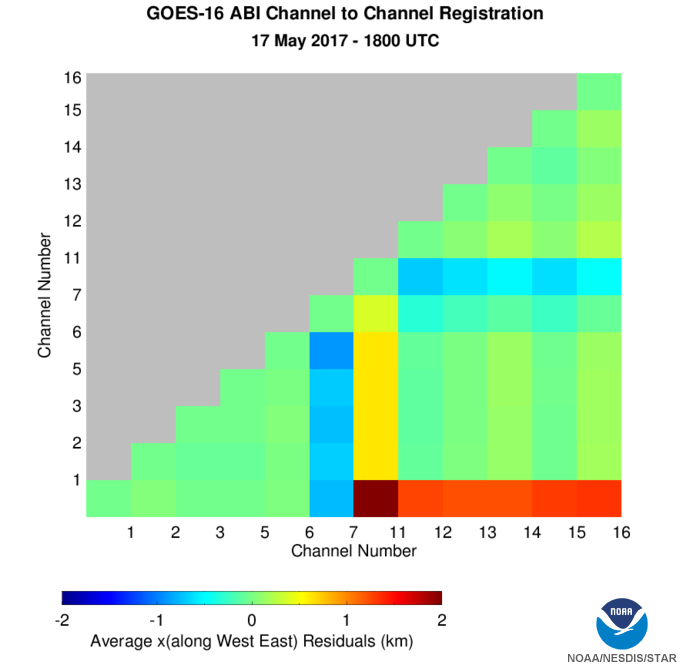 GOES-16 ABI Channel to Channel Registration
17 May 2017 - 1800 UTC
16
15
14
13
12
11
7
6
5
3
2
1
Channel Number
1 2 3 5 6 7 11 12 13 14 15 16
Channel Number
-2 -1 0 1 2
Average x(along West East) Residuals (km)
NOAA
NOAA/NESDIS/STAR